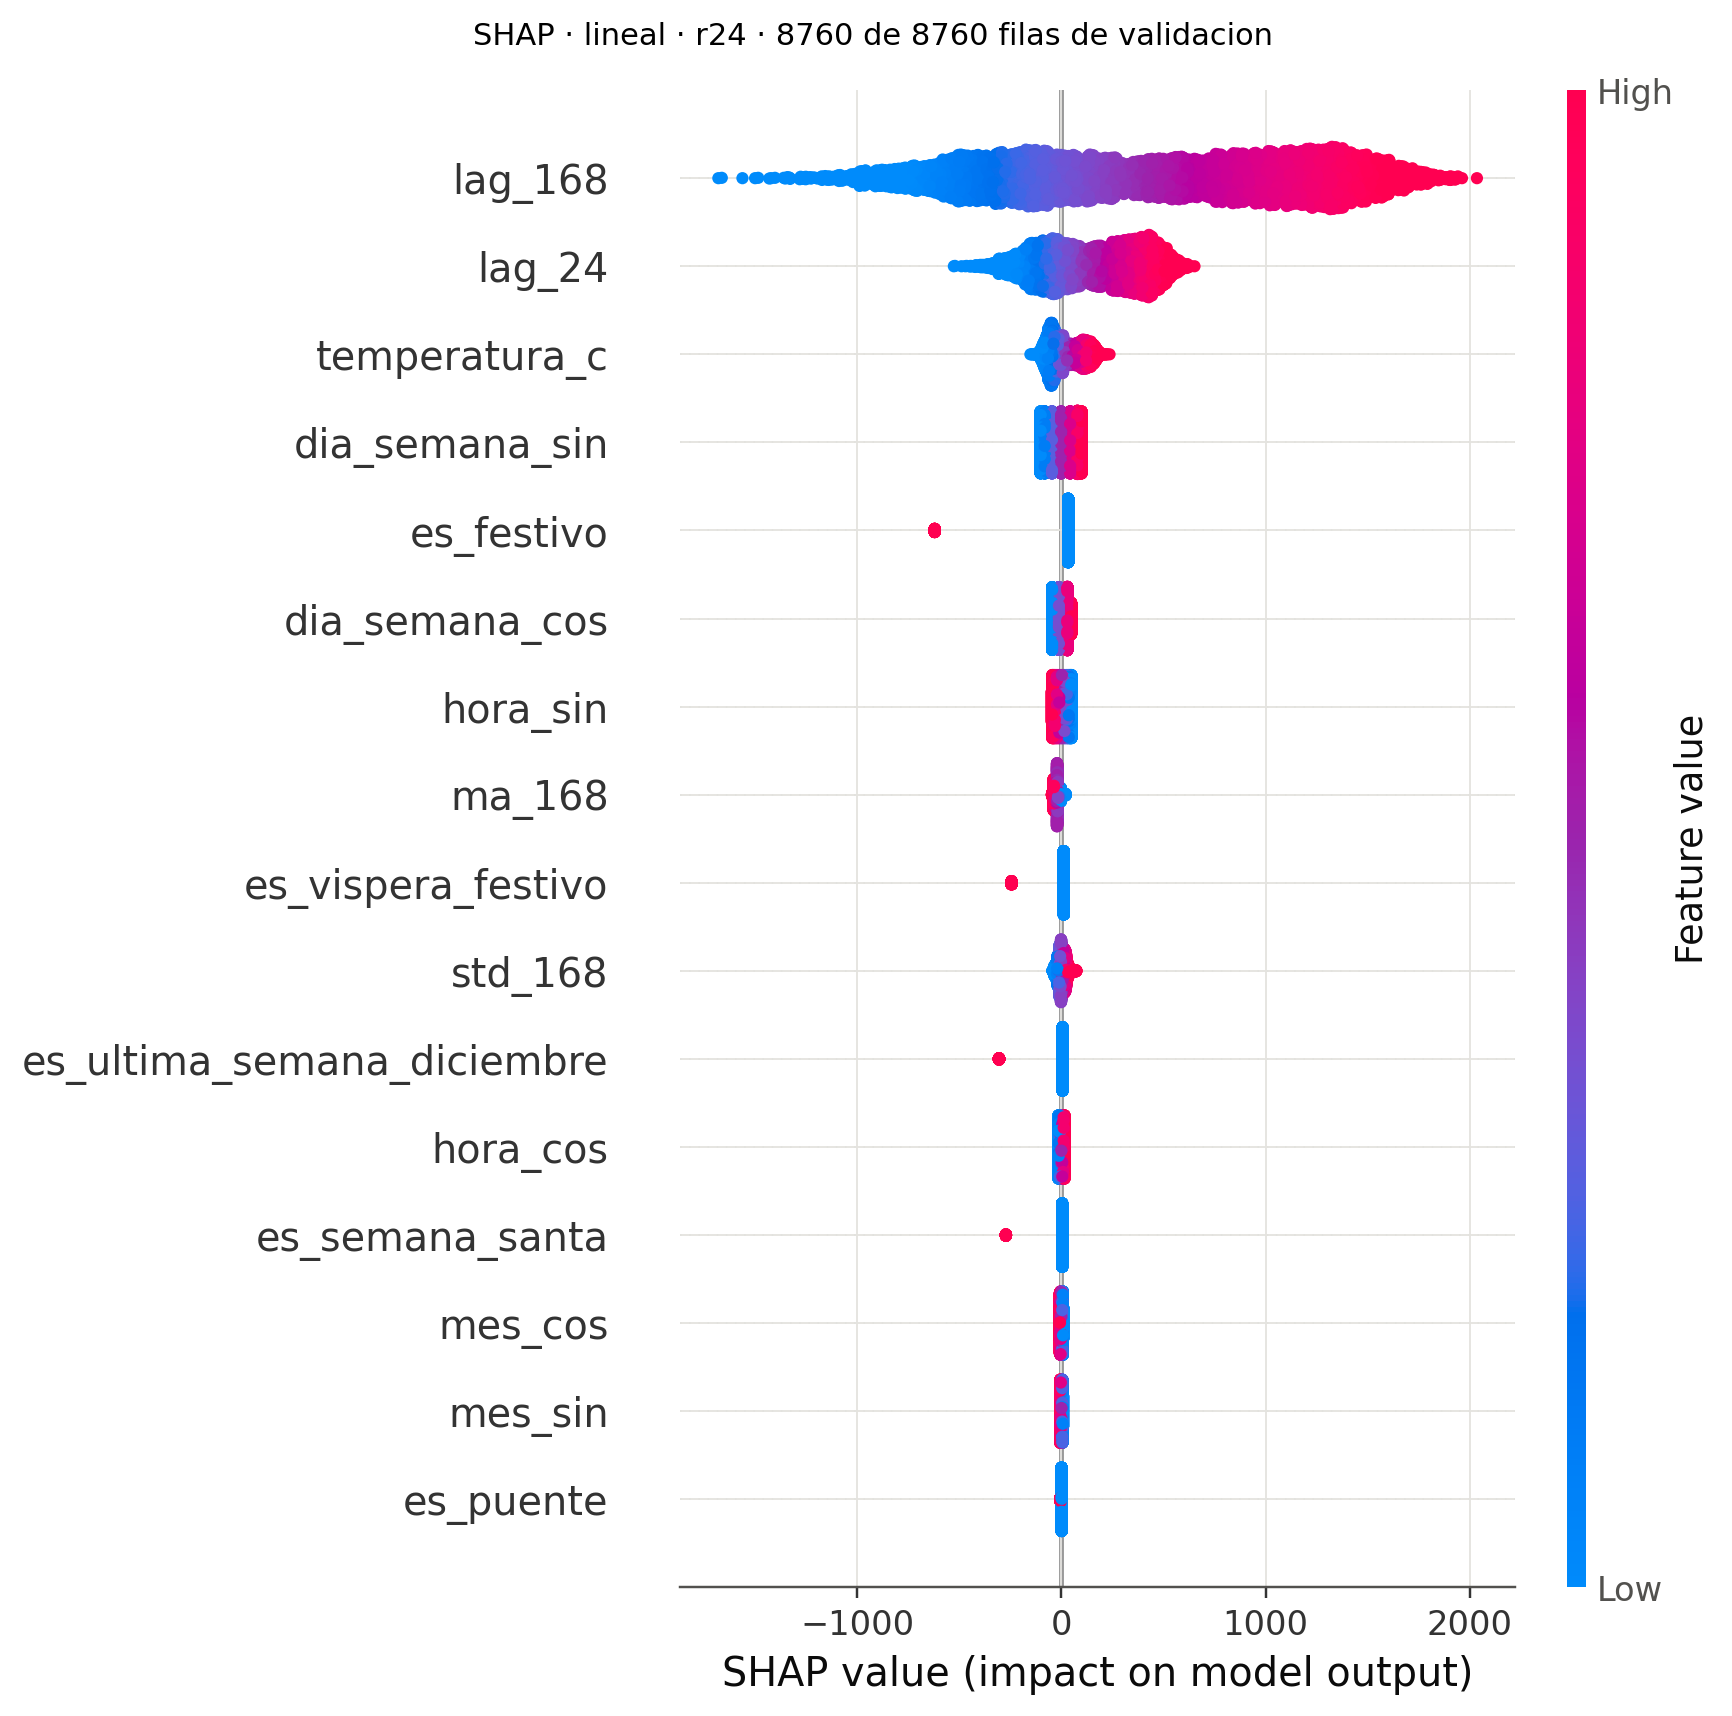 SHAP · lineal · r24 · 8760 de 8760 filas de validacion
High
lag_168
lag_24
temperatura_c
dia_semana_sin
es_festivo
dia_semana_cos
hora_sin
ma_168
es_vispera_festivo
std_168
es_ultima_semana_diciembre
hora_cos
es_semana_santa
mes_cos
mes_sin
es_puente
Feature value
Low
−1000 0 1000 2000
SHAP value (impact on model output)